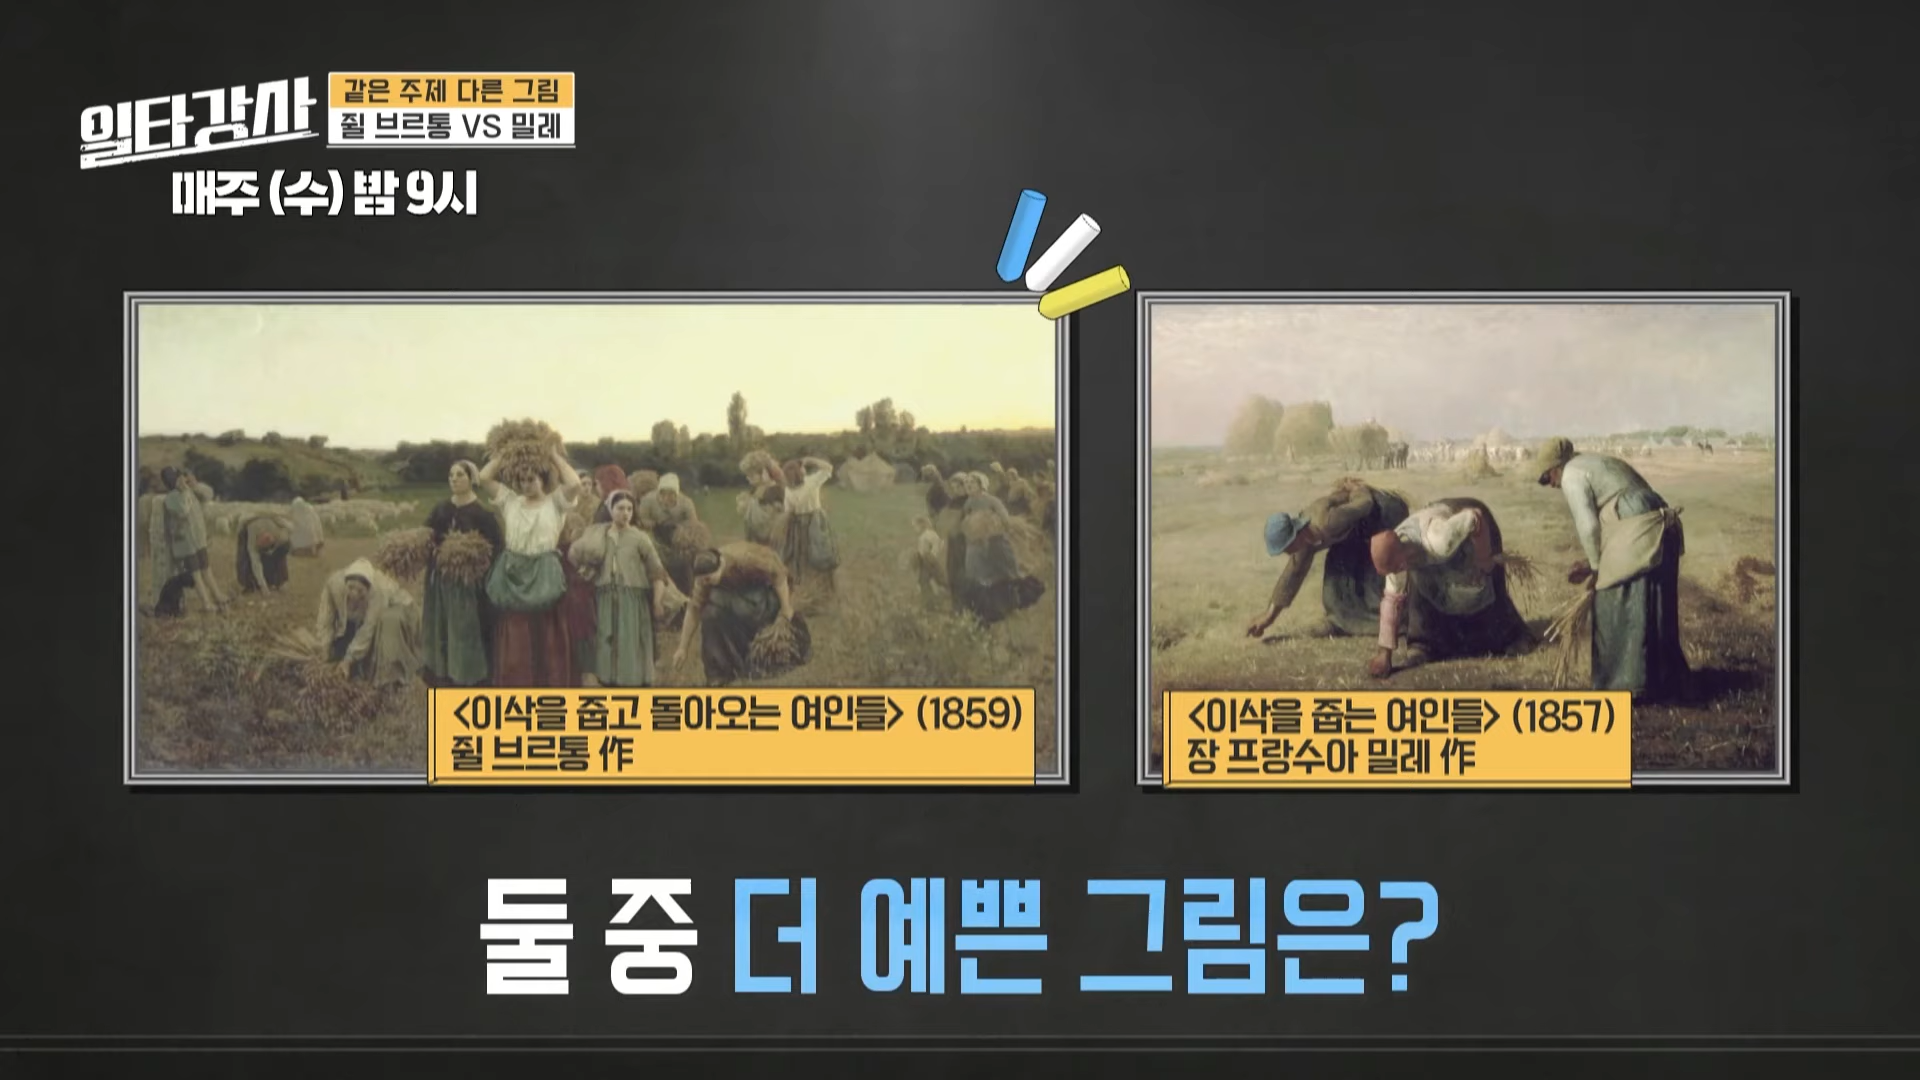 일타강사
같은 주제 다른 그림
쥘 브르통 VS 밀레
매주 (수) 밤 9시
<이삭을 줍고 돌아오는 여인들> (1859)
쥘 브르통 作
<이삭을 줍는 여인들> (1857)
장 프랑수아 밀레 作
둘 중 더 예쁜 그림은?